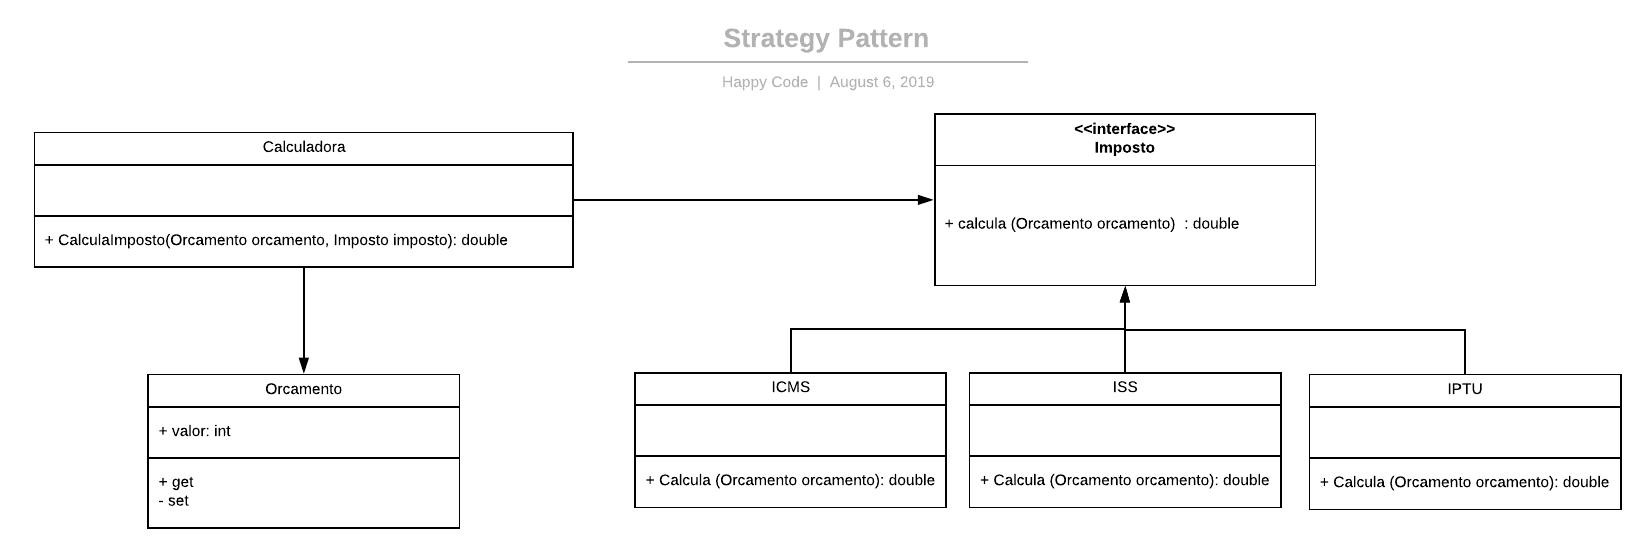 Strategy Pattern
Happy Code | August 6, 2019
Calculadora
+ CalculaImposto(Orcamento orcamento, Imposto imposto): double
<<interface>>
Imposto
+ calcula (Orcamento orcamento)  : double
Orcamento
+ valor: int
+ get
- set
ICMS
+ Calcula (Orcamento orcamento): double
ISS
+ Calcula (Orcamento orcamento): double
IPTU
+ Calcula (Orcamento orcamento): double